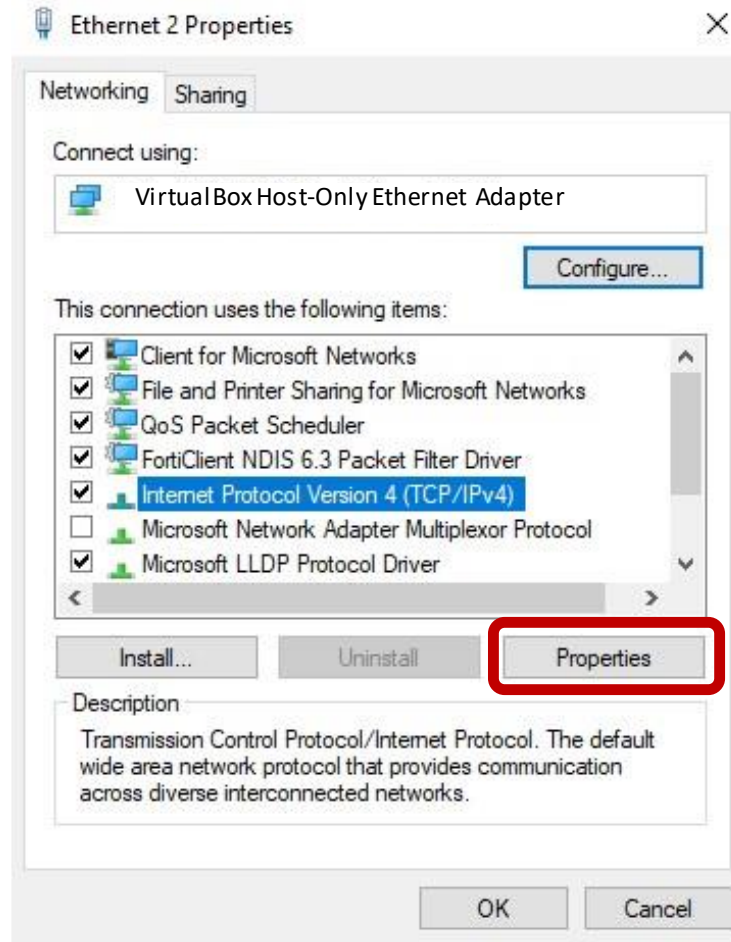 Ethernet 2 Properties
Networking
Sharing
Connect using:
VirtualBox Host-Only Ethernet Adapter
Configure...
This connection uses the following items:
Client for Microsoft Networks
File and Printer Sharing for Microsoft Networks
QoS Packet Scheduler
FortiClient NDIS 6.3 Packet Filter Driver
Internet Protocol Version 4 (TCP/IPv4)
Microsoft Network Adapter Multiplexor Protocol
Microsoft LLDP Protocol Driver
Install...
Uninstall
Properties
Description
Transmission Control Protocol/Internet Protocol. The default
wide area network protocol that provides communication
across diverse interconnected networks.
OK
Cancel